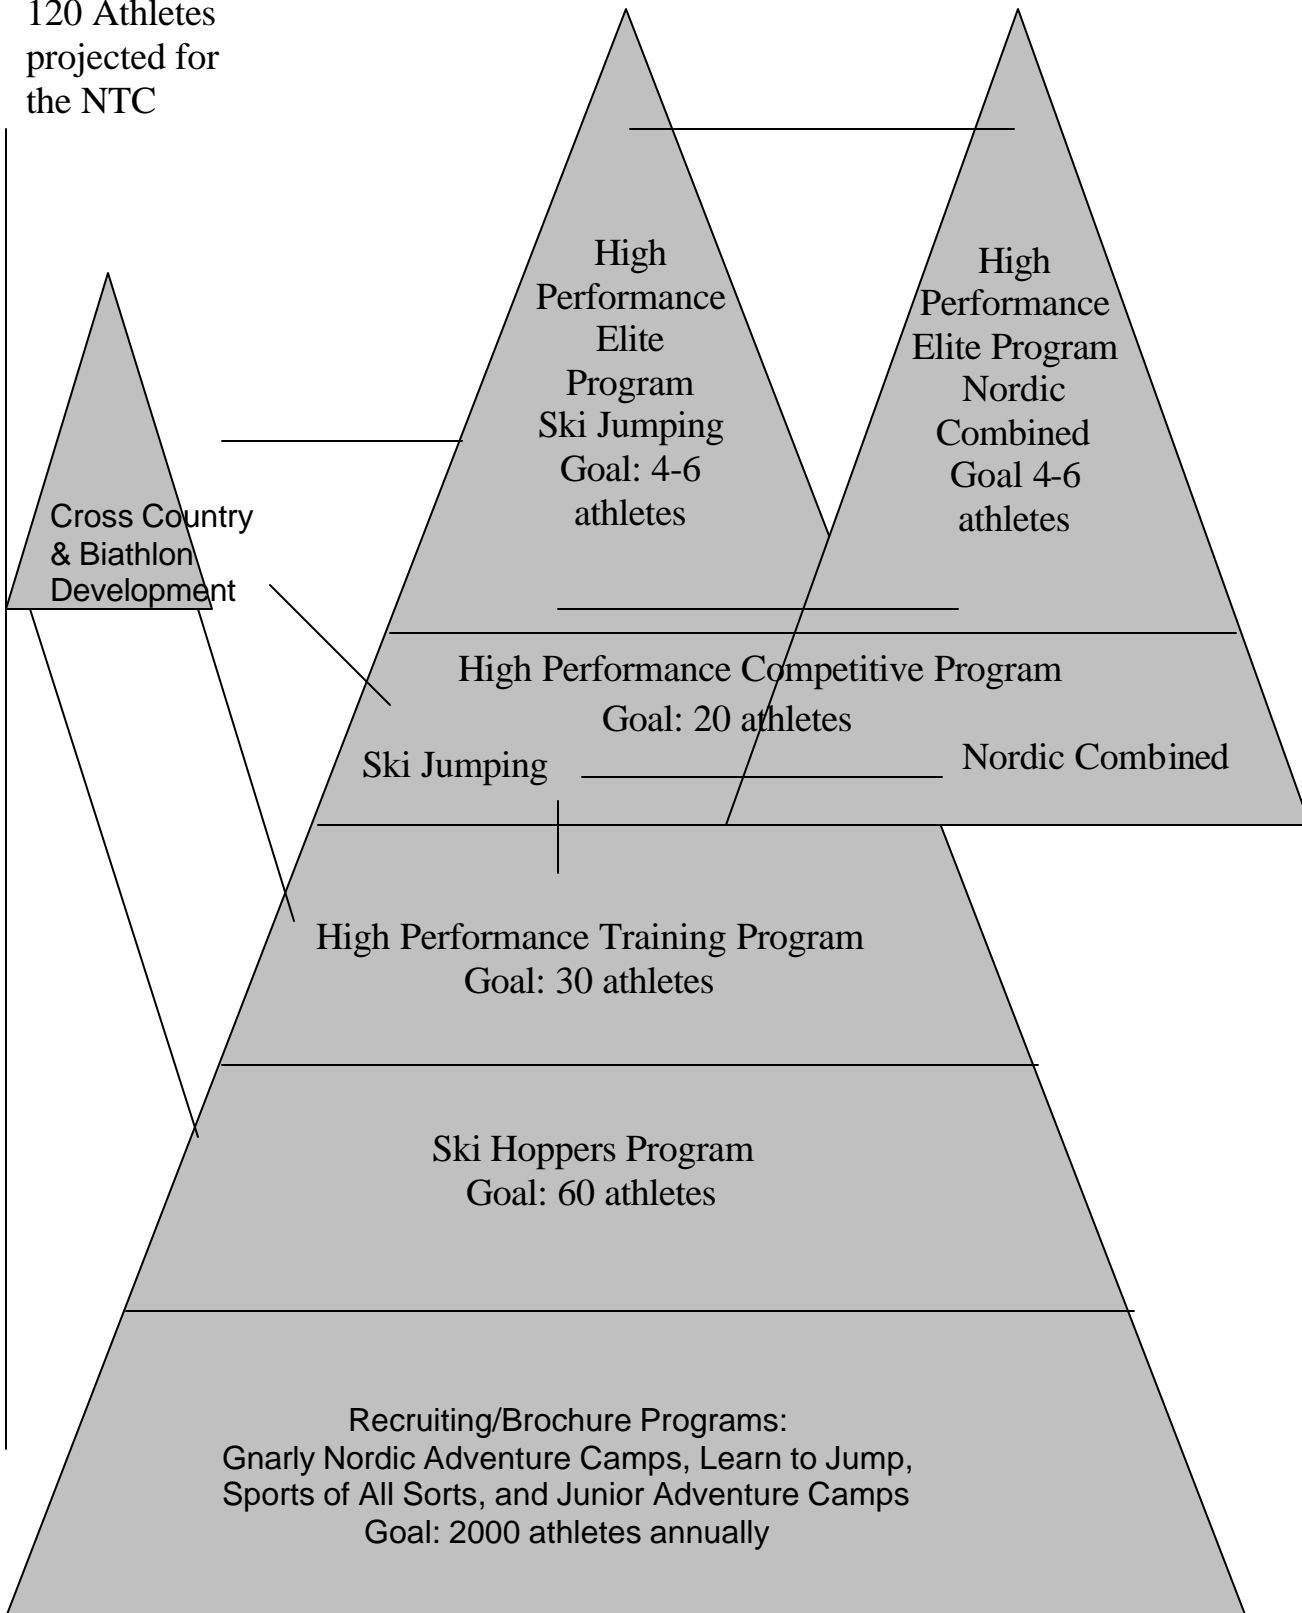 120 Athletes
projected for
the NTC
High
Performance
Elite
Program
Ski Jumping
Goal: 4-6
athletes
High
Performance
Elite Program
Nordic
Combined
Goal 4-6
athletes
Cross Country
& Biathlon
Development
High Performance Competitive Program
Goal: 20 athletes
Ski Jumping
Nordic Combined
High Performance Training Program
Goal: 30 athletes
Ski Hoppers Program
Goal: 60 athletes
Recruiting/Brochure Programs:
Gnarly Nordic Adventure Camps, Learn to Jump,
Sports of All Sorts, and Junior Adventure Camps
Goal: 2000 athletes annually